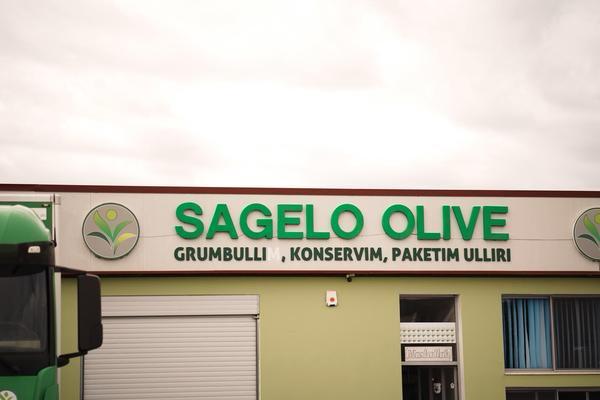 SAGELO OLIVE
GRUMBULLIM, KONSERVIM, PAKETIM ULLIRI